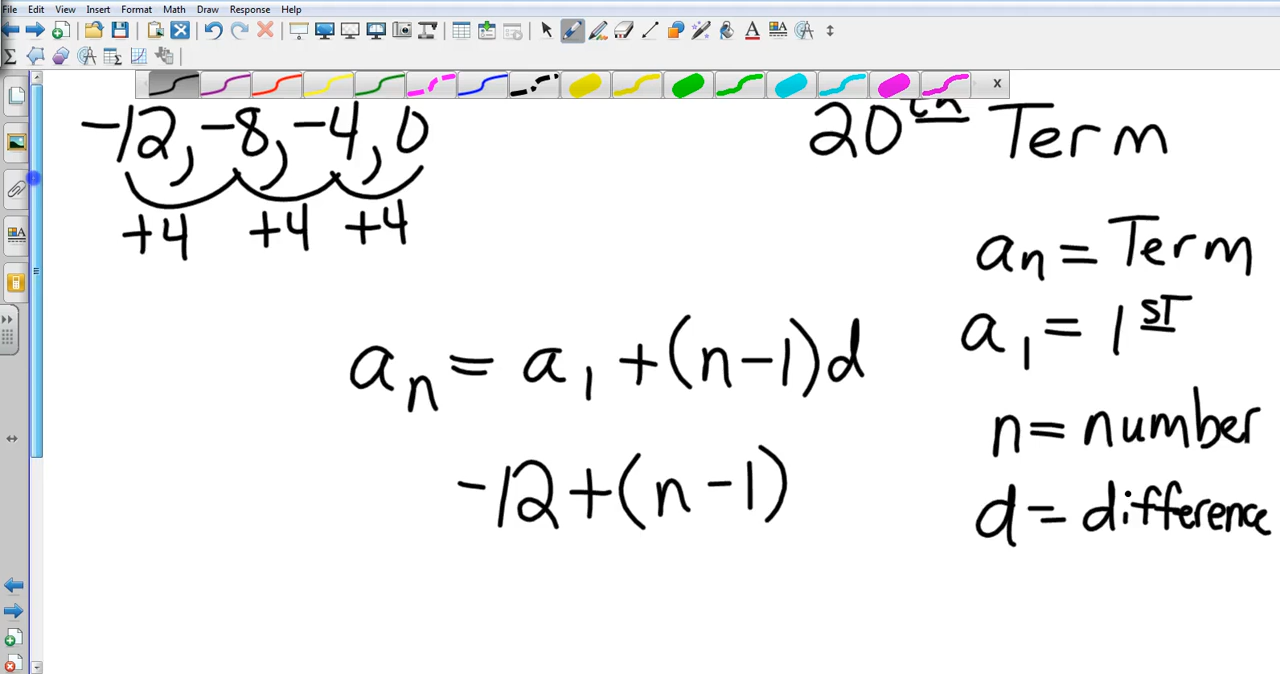 File Edit View Insert Format Math Draw Response Help
-12, -8, -4, 0
+4 +4 +4
20th Term
an = Term
a1 = 1ST
an = a1 + (n-1)d
n = number
-12 + (n-1)
d = difference